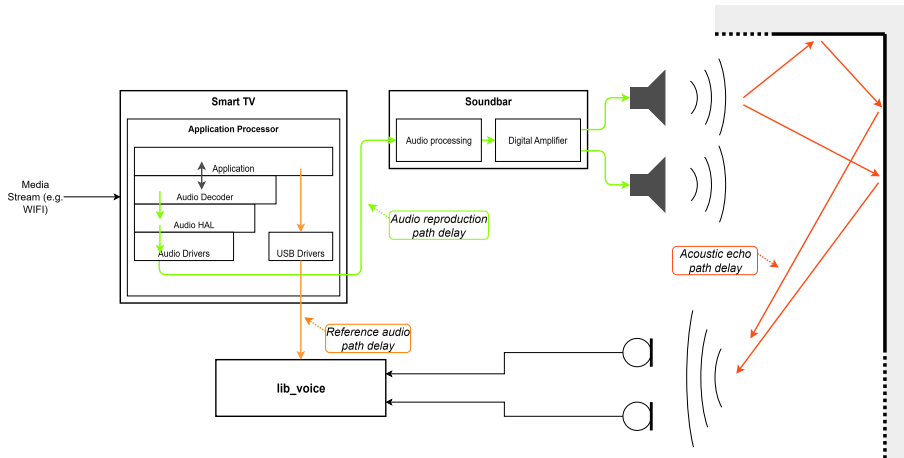 Smart TV
Application Processor
Application
Audio Decoder
Audio HAL
Audio Drivers
USB Drivers
Media
Stream (e.g.
WIFI)
Soundbar
Audio processing
Digital Amplifier
Audio reproduction
path delay
Acoustic echo
path delay
Reference audio
path delay
lib_voice